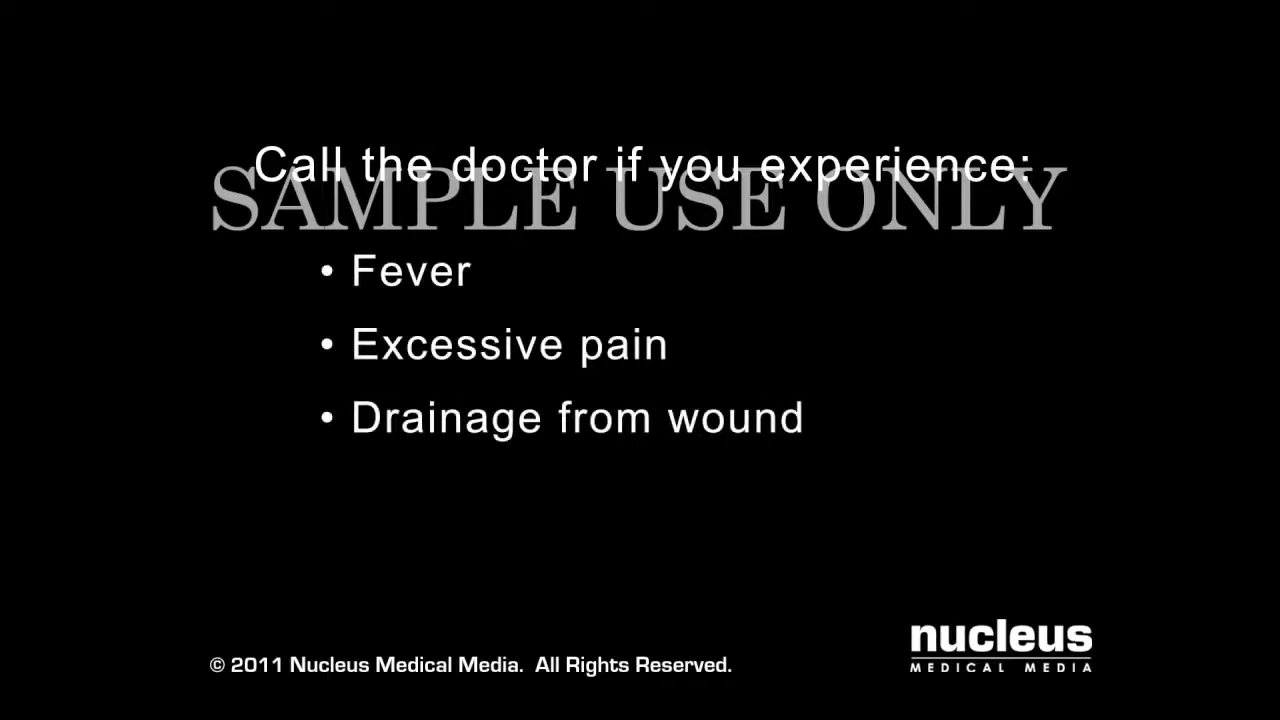 Call the doctor if you experience:
SAMPLE USE ONLY
• Fever
• Excessive pain
• Drainage from wound
nucleus
MEDICAL MEDIA
© 2011 Nucleus Medical Media. All Rights Reserved.